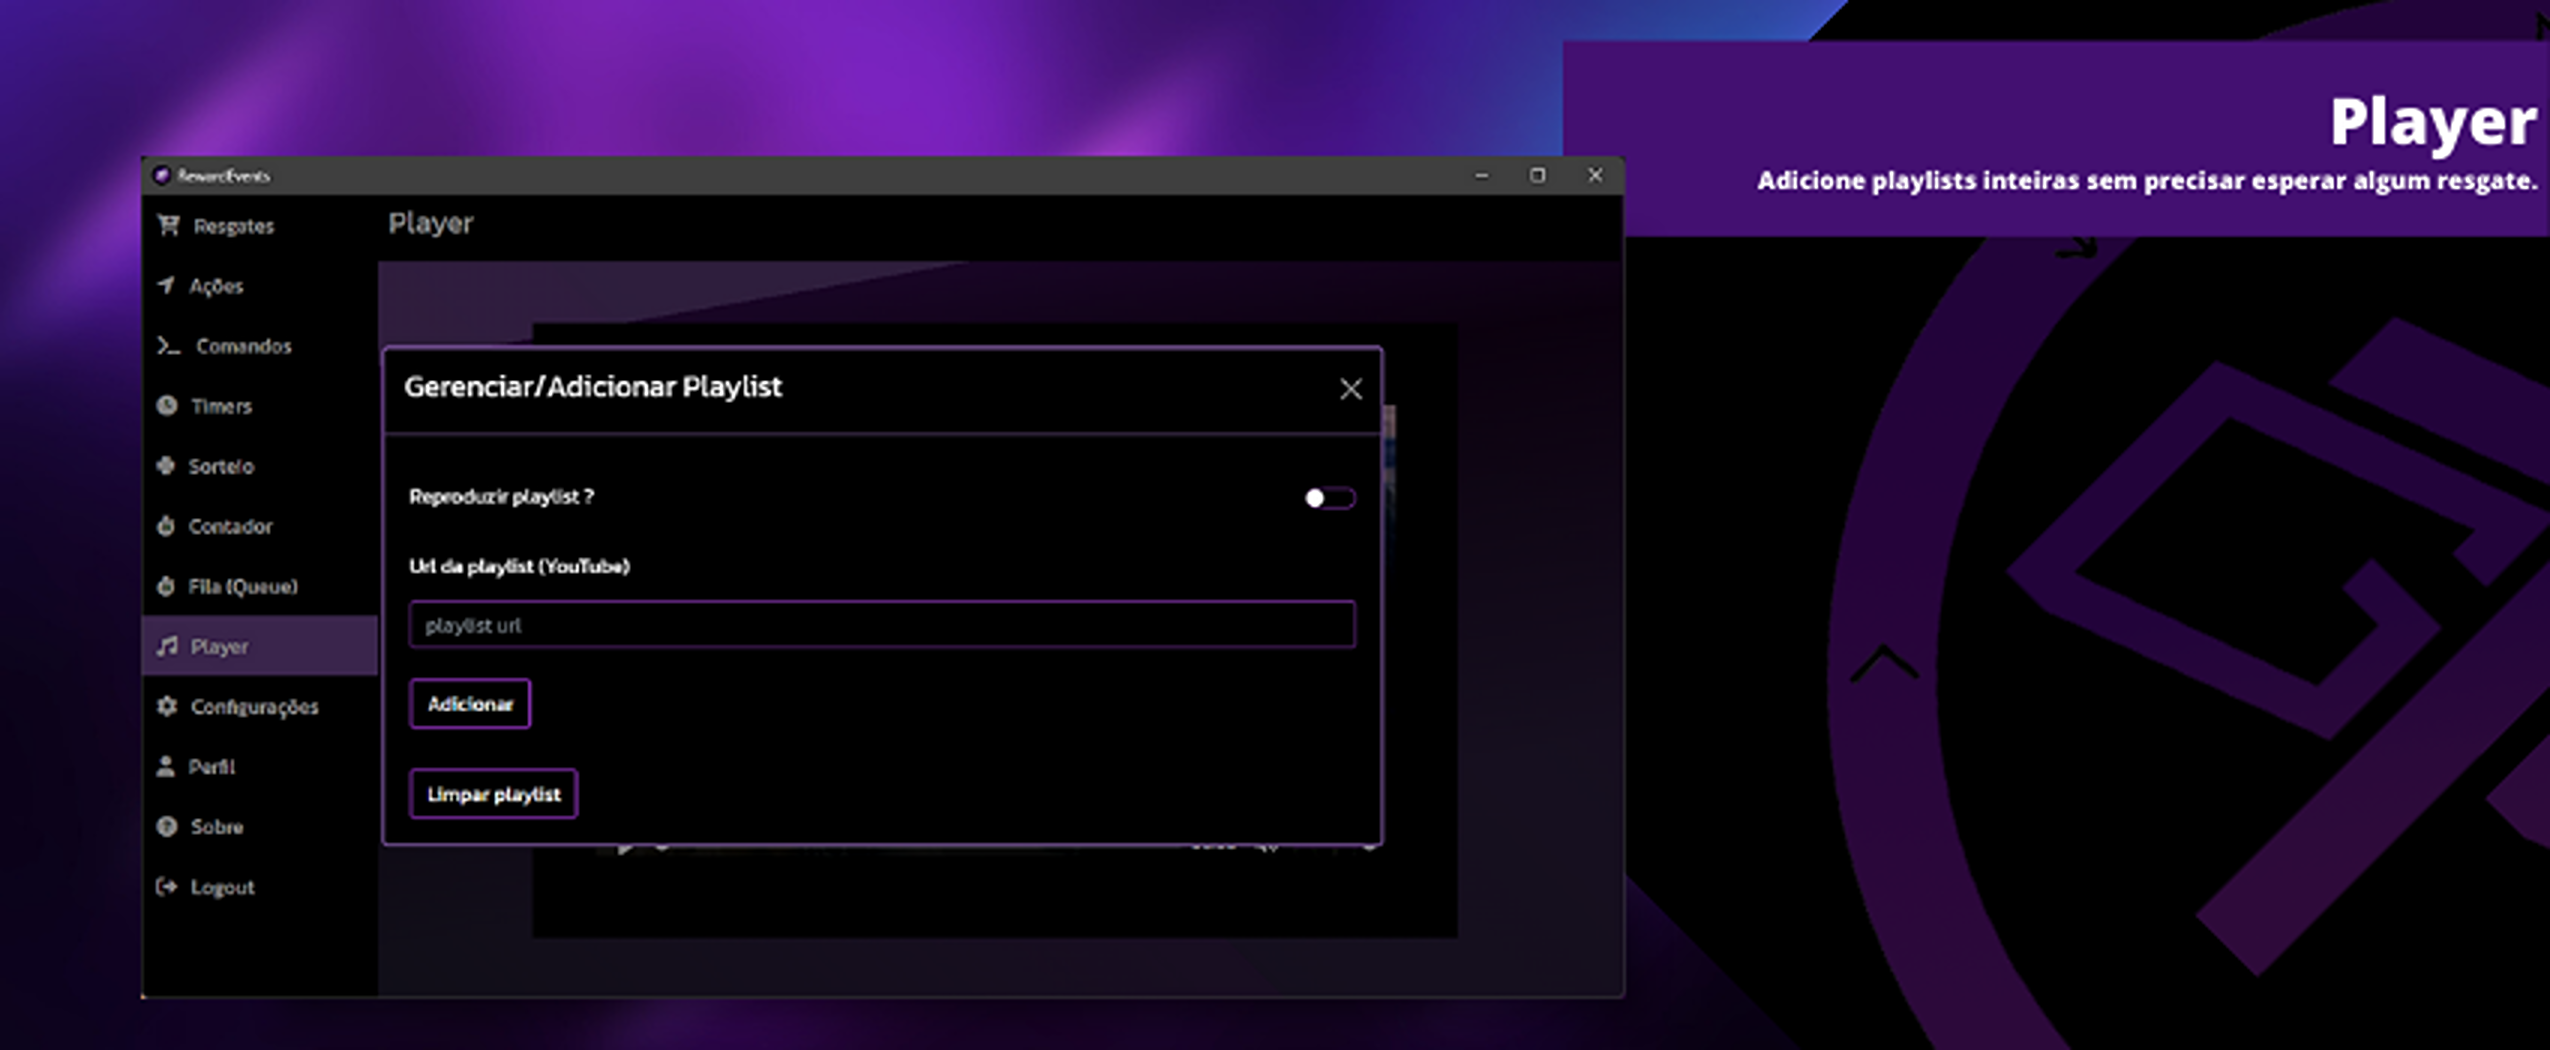 Player
Adicione playlists inteiras sem precisar esperar algum resgate.
RewardEvents
Resgates
Ações
Comandos
Timers
Sorteio
Contador
Fila (Queue)
Player
Configurações
Perfil
Sobre
Logout
Player
Gerenciar/Adicionar Playlist
Reproduzir playlist ?
Url da playlist (YouTube)
playlist url
Adicionar
Limpar playlist